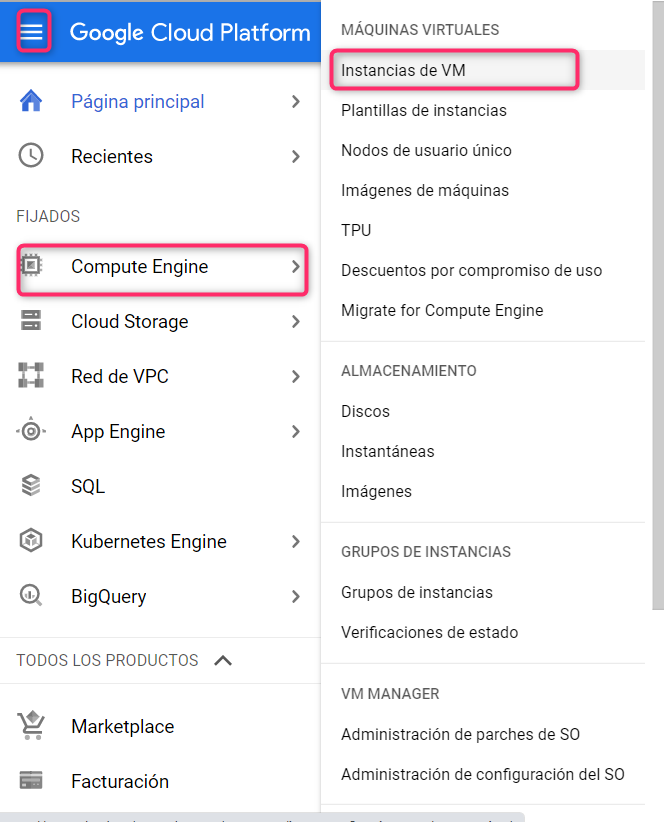 Google Cloud Platform
Página principal
Recientes
FIJADOS
Compute Engine
Cloud Storage
Red de VPC
App Engine
SQL
Kubernetes Engine
BigQuery
TODOS LOS PRODUCTOS
Marketplace
Facturación
MÁQUINAS VIRTUALES
Instancias de VM
Plantillas de instancias
Nodos de usuario único
Imágenes de máquinas
TPU
Descuentos por compromiso de uso
Migrate for Compute Engine
ALMACENAMIENTO
Discos
Instantáneas
Imágenes
GRUPOS DE INSTANCIAS
Grupos de instancias
Verificaciones de estado
VM MANAGER
Administración de parches de SO
Administración de configuración del SO